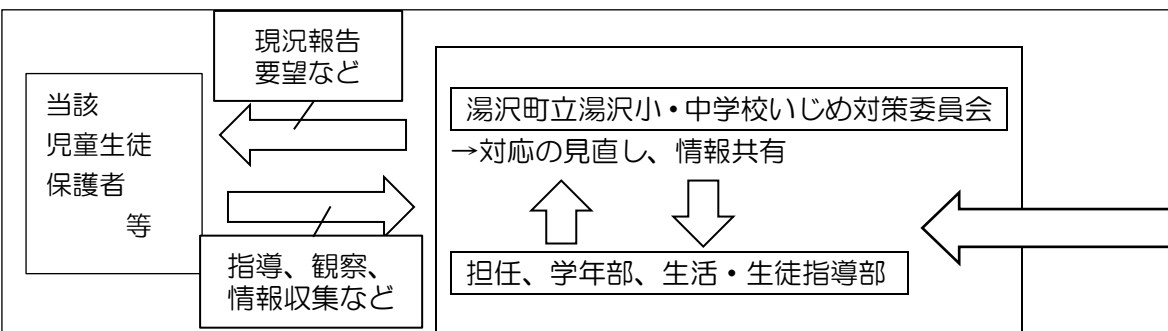 現況報告
要望など
当該
児童生徒
保護者
等
指導、観察、
情報収集など
湯沢町立湯沢小・中学校いじめ対策委員会
→対応の見直し、情報共有
担任、学年部、生活・生徒指導部